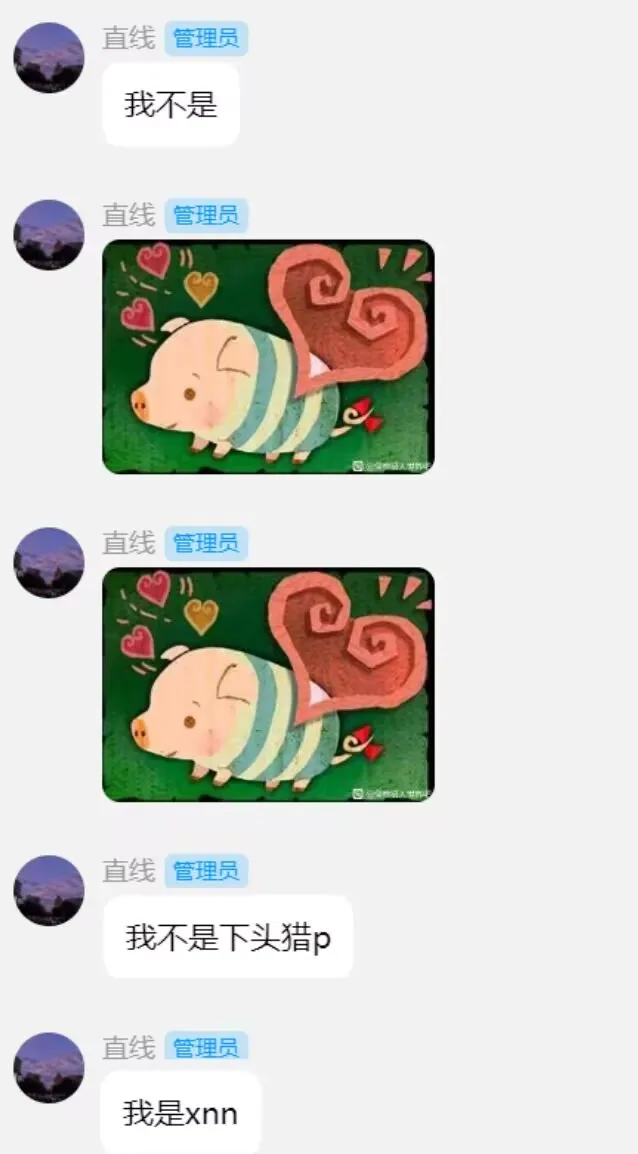 直线 管理员
我不是
直线 管理员
直线 管理员
直线 管理员
我不是下头猎p
直线 管理员
我是xnn